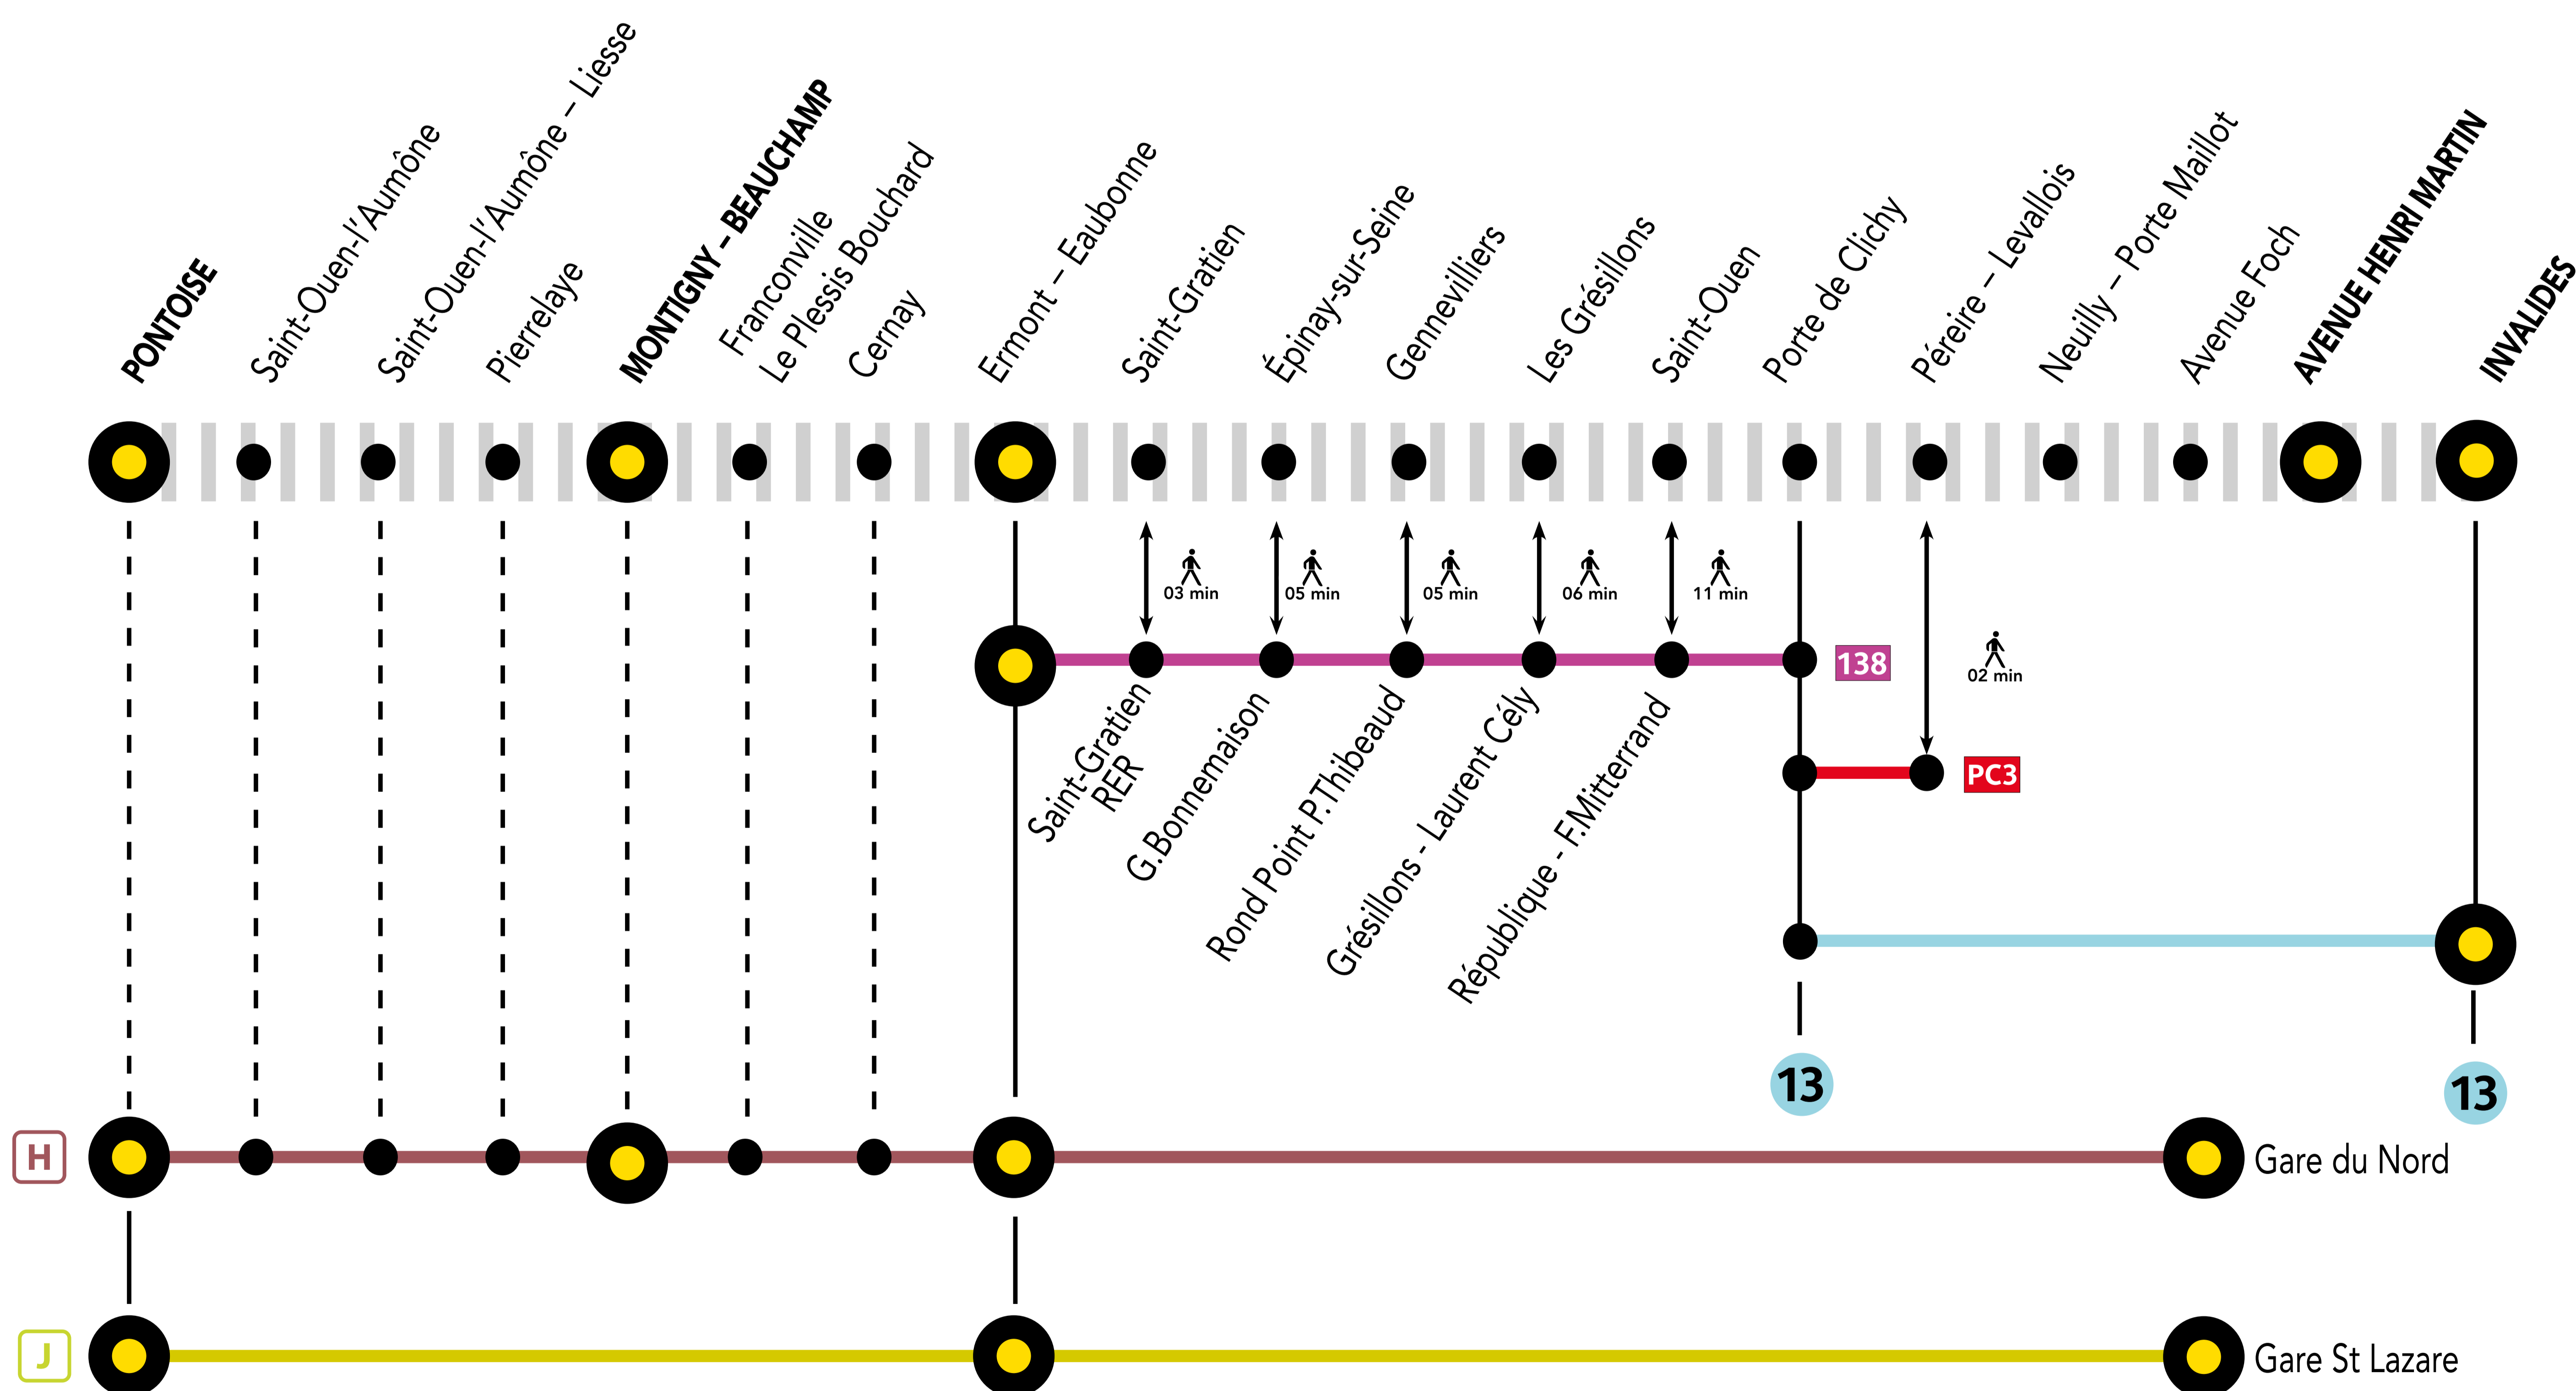 PONTOISE
Saint-Ouen-l'Aumône
Saint-Ouen-l'Aumône – Liesse
Pierrelaye
MONTIGNY – BEAUCHAMP
Franconville
Le Plessis Bouchard
Cernay
Ermont – Eaubonne
Saint-Gratien
Épinay-sur-Seine
Gennevilliers
Les Grésillons
Saint-Ouen
Porte de Clichy
Péreire – Levallois
Neuilly – Porte Maillot
Avenue Foch
AVENUE HENRI MARTIN
INVALIDES
03 min
05 min
05 min
06 min
11 min
02 min
138
Saint-Gratien
RER
G.Bonnemaison
Rond Point P.Thibeaud
Grésillons - Laurent Cély
République - F.Mitterrand
PC3
13
13
H
Gare du Nord
J
Gare St Lazare